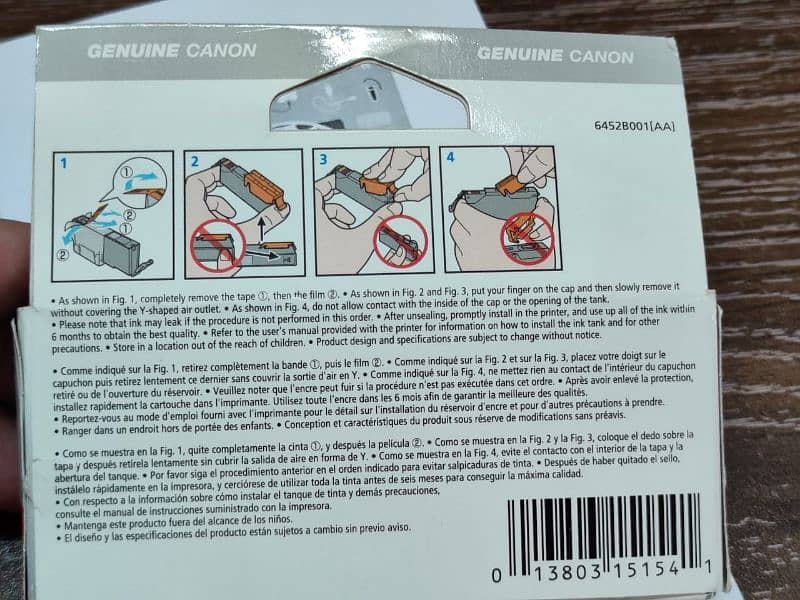 GENUINE CANON
GENUINE CANON
6452B001[AA]
1
2
3
4
①
②
①
②
• As shown in Fig. 1, completely remove the tape ①, then the film ②. • As shown in Fig. 2 and Fig. 3, put your finger on the cap and then slowly remove it
without covering the Y-shaped air outlet. • As shown in Fig. 4, do not allow contact with the inside of the cap or the opening of the tank.
• Please note that ink may leak if the procedure is not performed in this order. • After unsealing, promptly install in the printer, and use up all of the ink within
6 months to obtain the best quality. • Refer to the user's manual provided with the printer for information on how to install the ink tank and for other
precautions. • Store in a location out of the reach of children. • Product design and specifications are subject to change without notice.
• Comme indiqué sur la Fig. 1, retirez complètement la bande ①, puis le film ②. • Comme indiqué sur la Fig. 2 et sur la Fig. 3, placez votre doigt sur le
capuchon puis retirez lentement ce dernier sans couvrir la sortie d'air en Y. • Comme indiqué sur la Fig. 4, ne mettez rien au contact de l'intérieur du capuchon
retiré ou de l'ouverture du réservoir. • Veuillez noter que l'encre peut fuir si la procédure n'est pas exécutée dans cet ordre. • Après avoir enlevé la protection,
installez rapidement la cartouche dans l'imprimante. Utilisez toute l'encre dans les 6 mois afin de garantir la meilleure des qualités.
• Reportez-vous au mode d'emploi fourni avec l'imprimante pour le détail sur l'installation du réservoir d'encre et pour d'autres précautions à prendre.
• Ranger dans un endroit hors de portée des enfants. • Conception et caractéristiques du produit sous réserve de modifications sans préavis.
• Como se muestra en la Fig. 1, quite completamente la cinta ①, y después la película ②. • Como se muestra en la Fig. 2 y la Fig. 3, coloque el dedo sobre la
tapa y después retírela lentamente sin cubrir la salida de aire en forma de Y. • Como se muestra en la Fig. 4, evite el contacto con el interior de la tapa y la
abertura del tanque. • Por favor siga el procedimiento anterior en el orden indicado para evitar salpicaduras de tinta. • Después de haber quitado el sello,
instálelo rápidamente en la impresora, y cerciórese de utilizar toda la tinta antes de seis meses para conseguir la máxima calidad.
• Con respecto a la información sobre cómo instalar el tanque de tinta y demás precauciones,
consulte el manual de instrucciones suministrado con la impresora.
• Mantenga este producto fuera del alcance de los niños.
• El diseño y las especificaciones del producto están sujetos a cambio sin previo aviso.
0 13803 15154 1